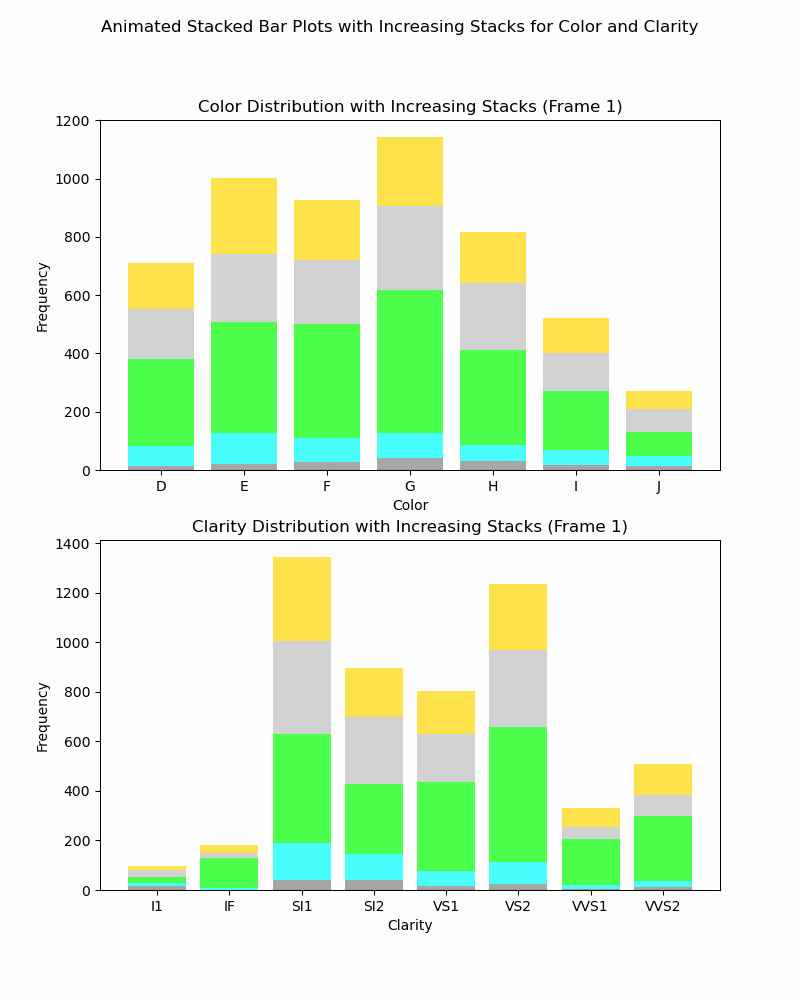 Animated Stacked Bar Plots with Increasing Stacks for Color and Clarity
Color Distribution with Increasing Stacks (Frame 1)
1200
1000
800
600
400
200
0
Frequency
D E F G H I J
Color
Clarity Distribution with Increasing Stacks (Frame 1)
1400
1200
1000
800
600
400
200
0
Frequency
I1 IF SI1 SI2 VS1 VS2 VVS1 VVS2
Clarity